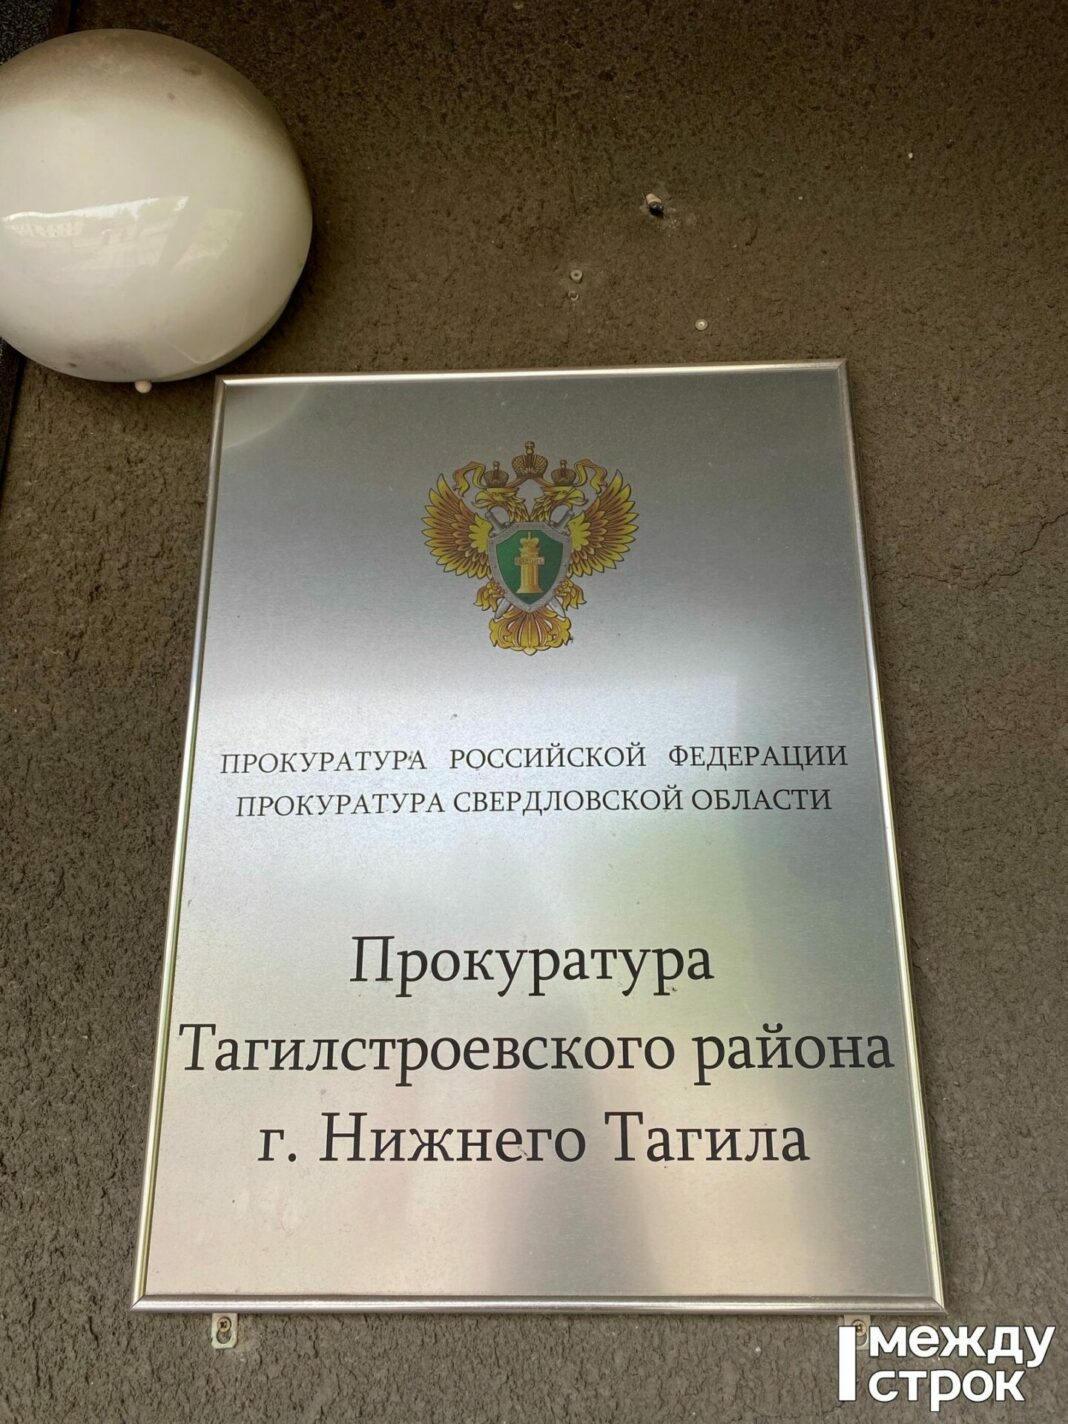 ПРОКУРАТУРА РОССИЙСКОЙ ФЕДЕРАЦИИ
ПРОКУРАТУРА СВЕРДЛОВСКОЙ ОБЛАСТИ
Прокуратура
Тагилстроевского района
г. Нижнего Тагила
между
строк